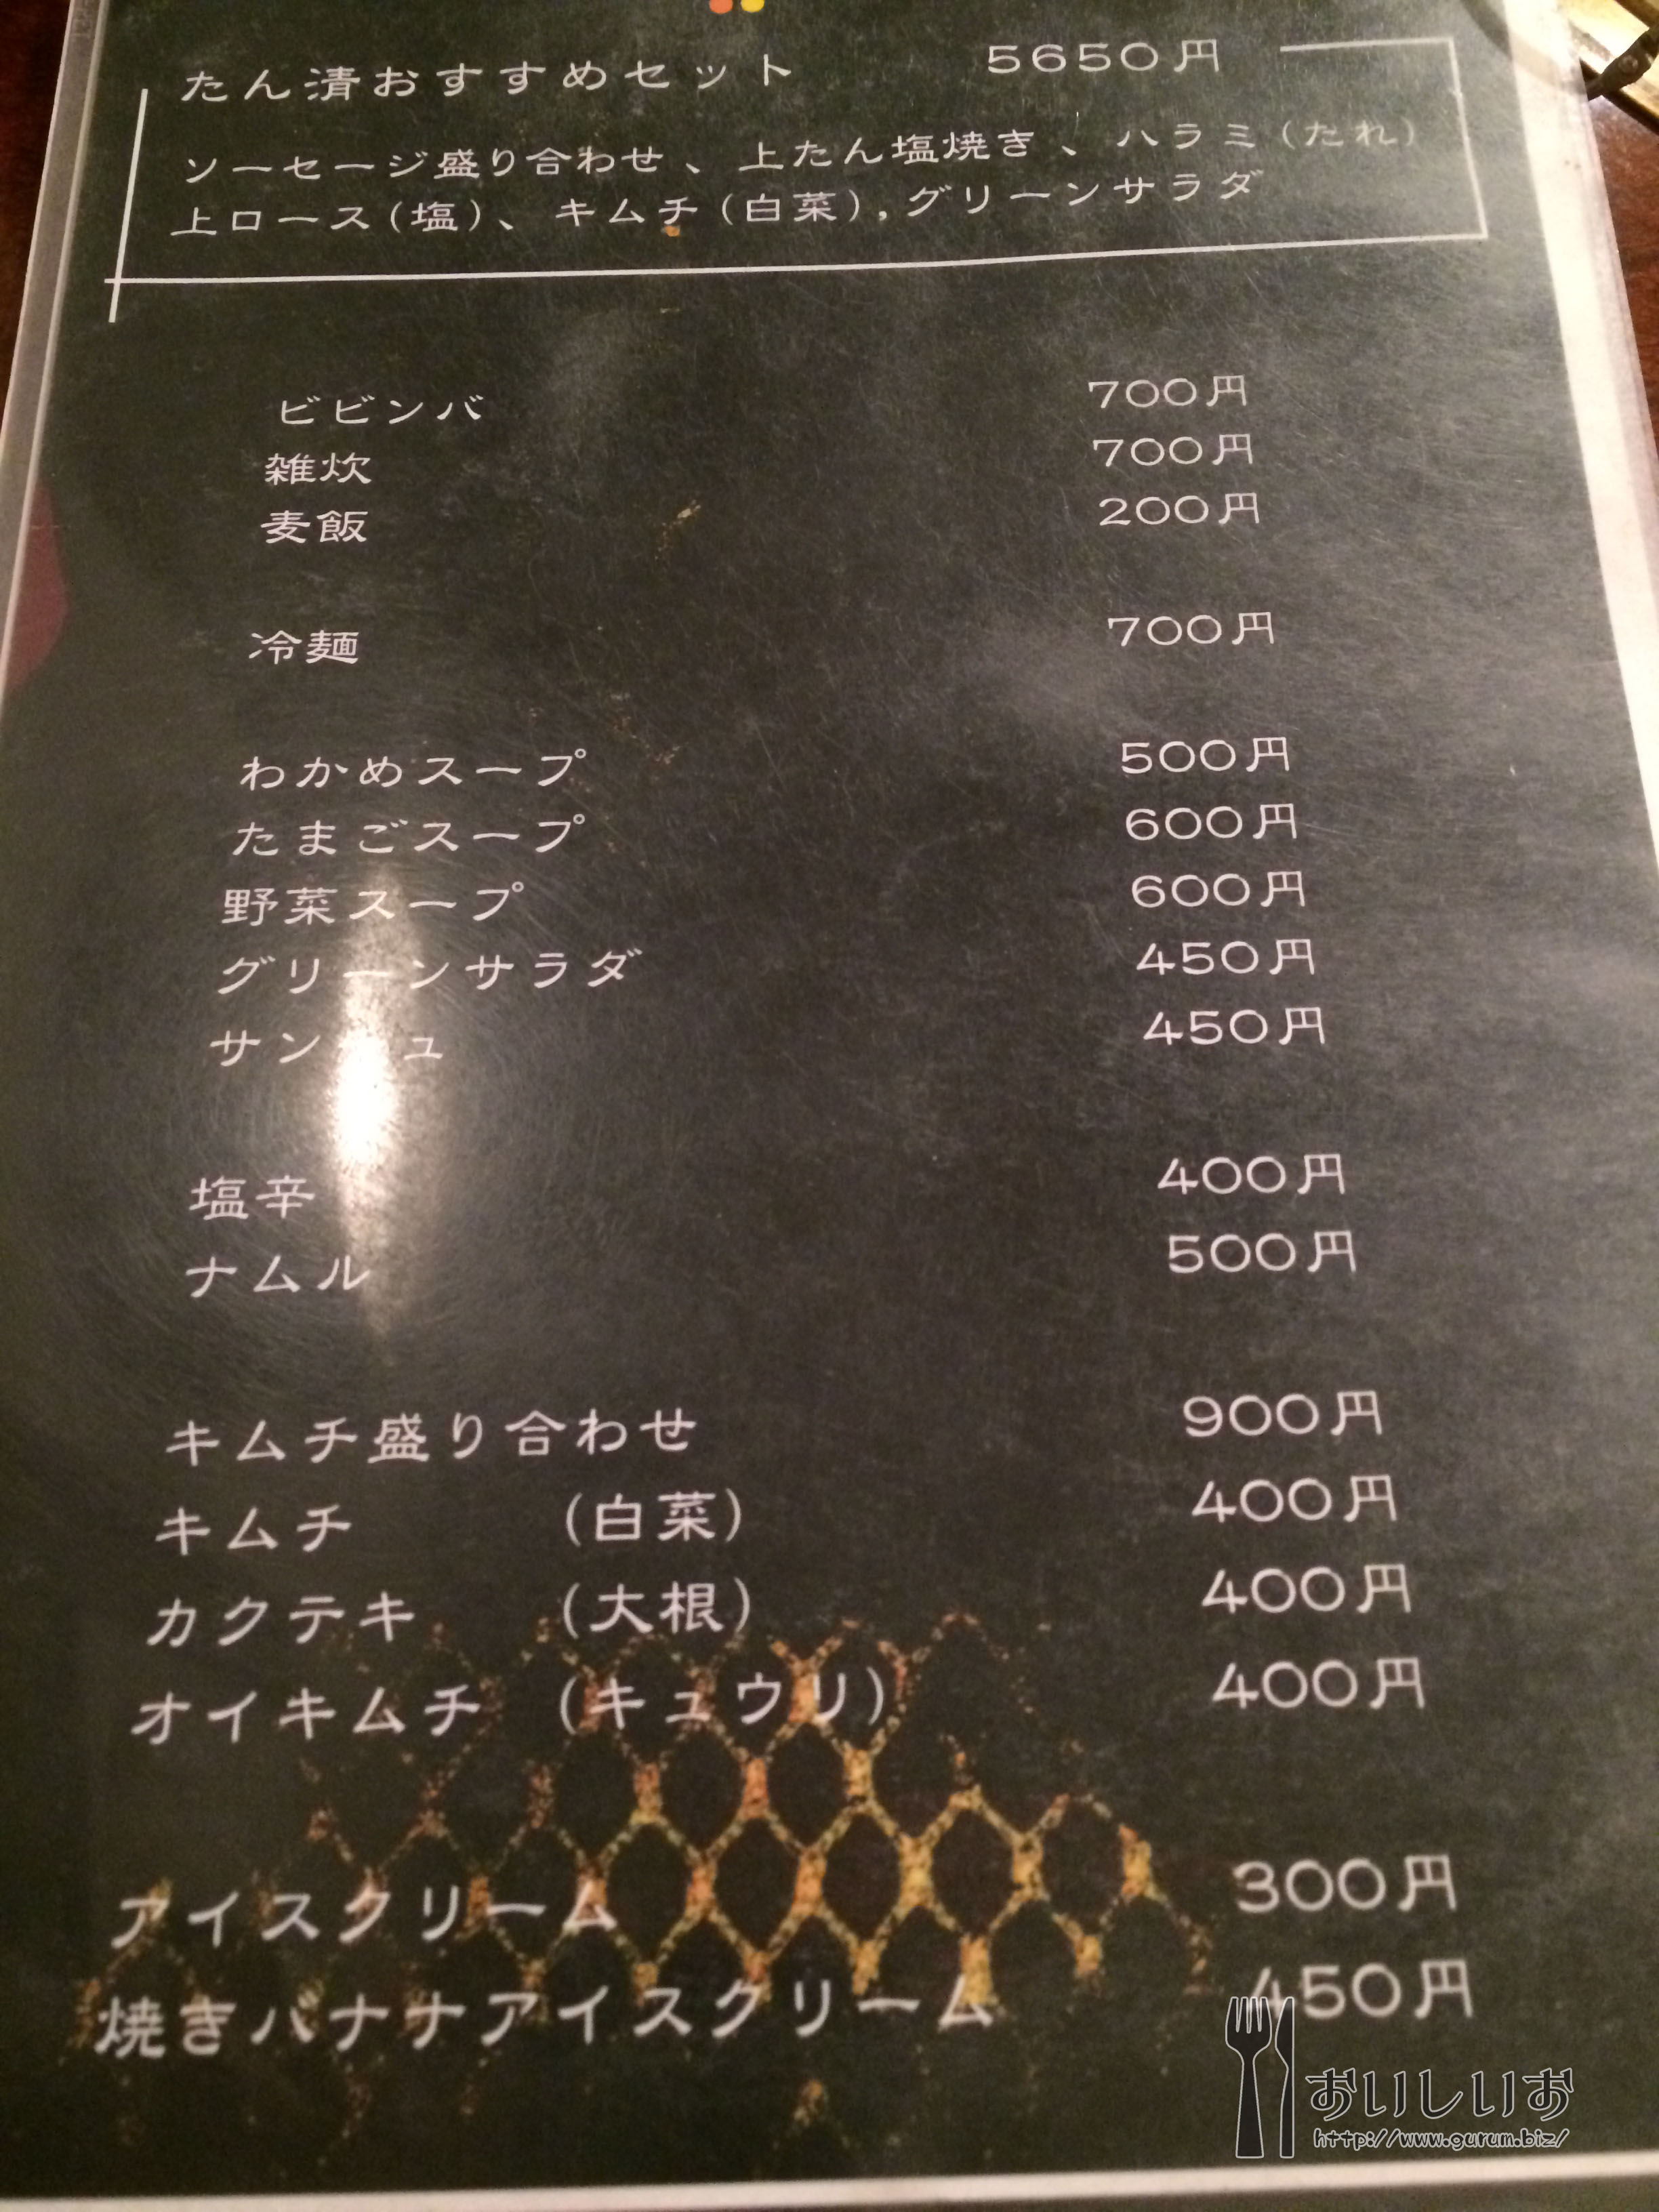 たん清おすすめセット 5650円
ソーセージ盛り合わせ、上たん塩焼き、ハラミ(たれ)
上ロース(塩)、キムチ(白菜),グリーンサラダ
ビビンバ 700円
雑炊 700円
麦飯 200円
冷麺 700円
わかめスープ 500円
たまごスープ 600円
野菜スープ 600円
グリーンサラダ 450円
サンチュ 450円
塩辛 400円
ナムル 500円
キムチ盛り合わせ 900円
キムチ (白菜) 400円
カクテキ (大根) 400円
オイキムチ (キュウリ) 400円
アイスクリーム 300円
焼きバナナアイスクリーム 450円
おいしいお
http://www.gurum.biz/